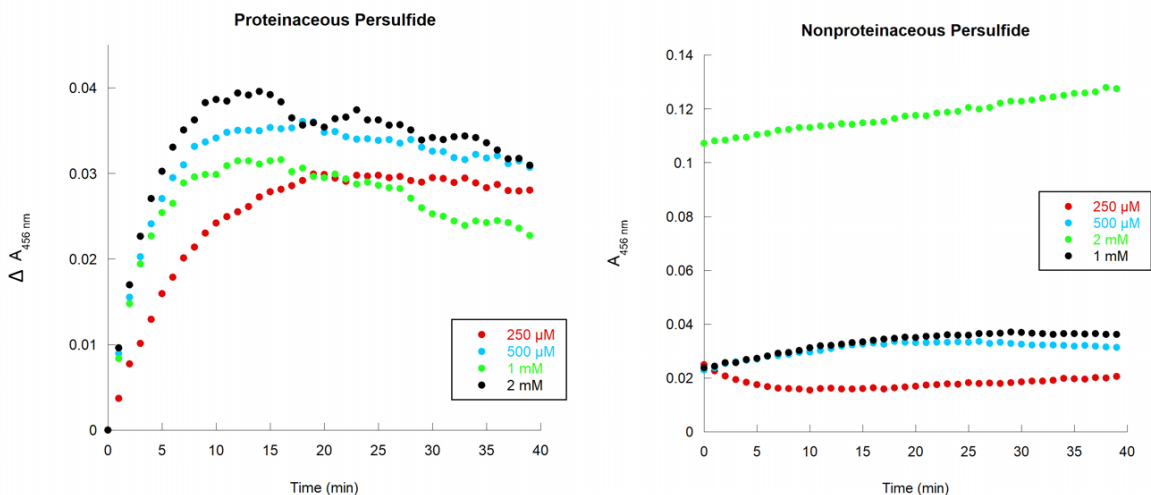 Proteinaceous Persulfide
0.04
0.03
0.02
0.01
0
Δ A456 nm
0 5 10 15 20 25 30 35 40
Time (min)
250 µM
500 µM
1 mM
2 mM
Nonproteinaceous Persulfide
0.14
0.12
0.1
0.08
0.06
0.04
0.02
0
A456 nm
0 5 10 15 20 25 30 35 40
Time (min)
250 µM
500 µM
2 mM
1 mM